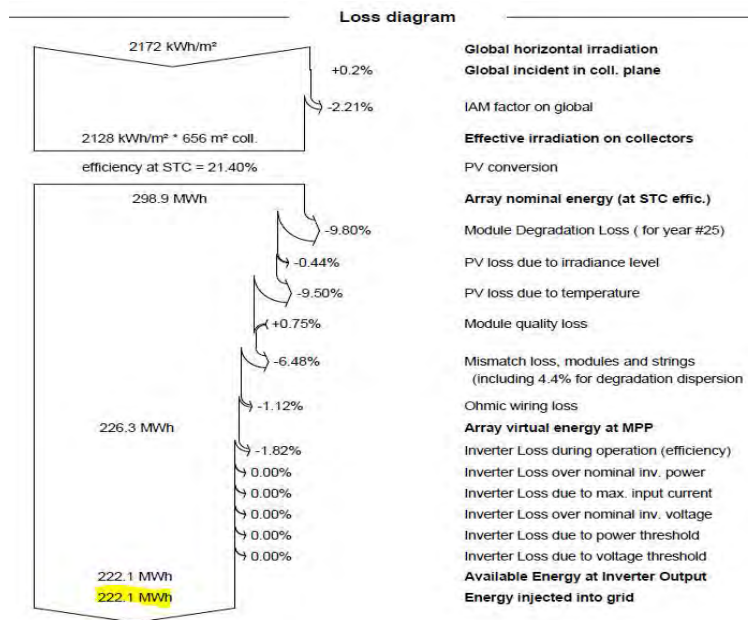 Loss diagram
2172 kWh/m² Global horizontal irradiation
+0.2% Global incident in coll. plane
-2.21% IAM factor on global
2128 kWh/m² * 656 m² coll. Effective irradiation on collectors
efficiency at STC = 21.40% PV conversion
298.9 MWh Array nominal energy (at STC effic.)
-9.80% Module Degradation Loss ( for year #25)
-0.44% PV loss due to irradiance level
-9.50% PV loss due to temperature
+0.75% Module quality loss
-6.48% Mismatch loss, modules and strings
(including 4.4% for degradation dispersion
-1.12% Ohmic wiring loss
226.3 MWh Array virtual energy at MPP
-1.82% Inverter Loss during operation (efficiency)
0.00% Inverter Loss over nominal inv. power
0.00% Inverter Loss due to max. input current
0.00% Inverter Loss over nominal inv. voltage
0.00% Inverter Loss due to power threshold
0.00% Inverter Loss due to voltage threshold
222.1 MWh Available Energy at Inverter Output
222.1 MWh Energy injected into grid